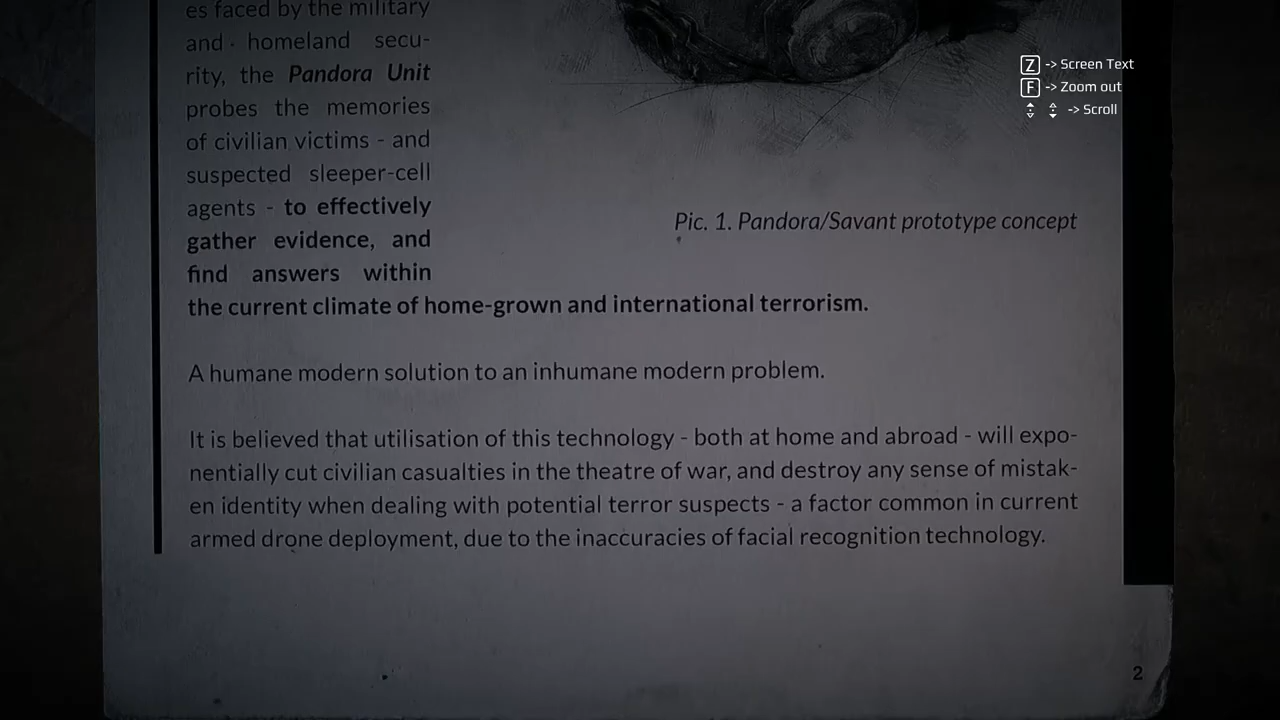 es faced by the military
and homeland secu-
rity, the Pandora Unit
probes the memories
of civilian victims - and
suspected sleeper-cell
agents - to effectively
gather evidence, and
find answers within
the current climate of home-grown and international terrorism.
A humane modern solution to an inhumane modern problem.
It is believed that utilisation of this technology - both at home and abroad - will expo-
nentially cut civilian casualties in the theatre of war, and destroy any sense of mistak-
en identity when dealing with potential terror suspects - a factor common in current
armed drone deployment, due to the inaccuracies of facial recognition technology.
Pic. 1. Pandora/Savant prototype concept
Z -> Screen Text
F -> Zoom out
-> Scroll
2